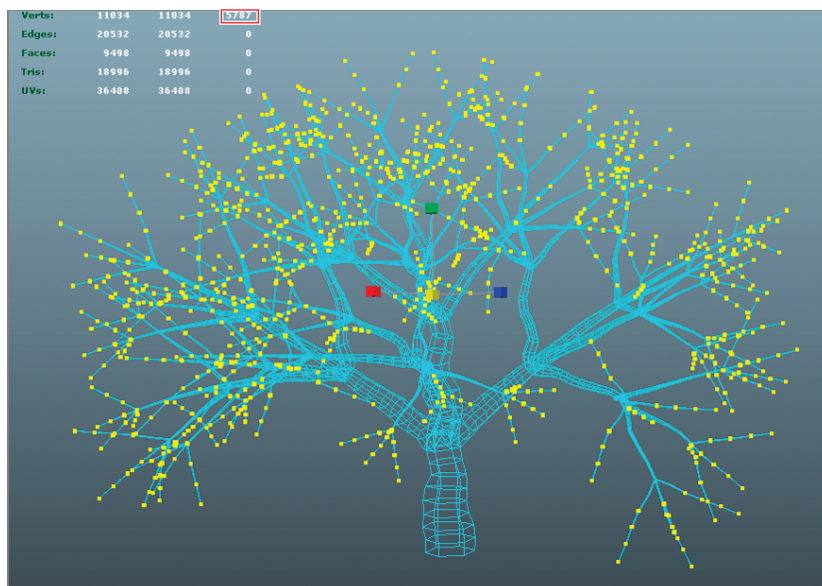 Verts: 11034 11034 5787
Edges: 20532 20532 0
Faces: 9498 9498 0
Tris: 18996 18996 0
UVs: 36408 36408 0